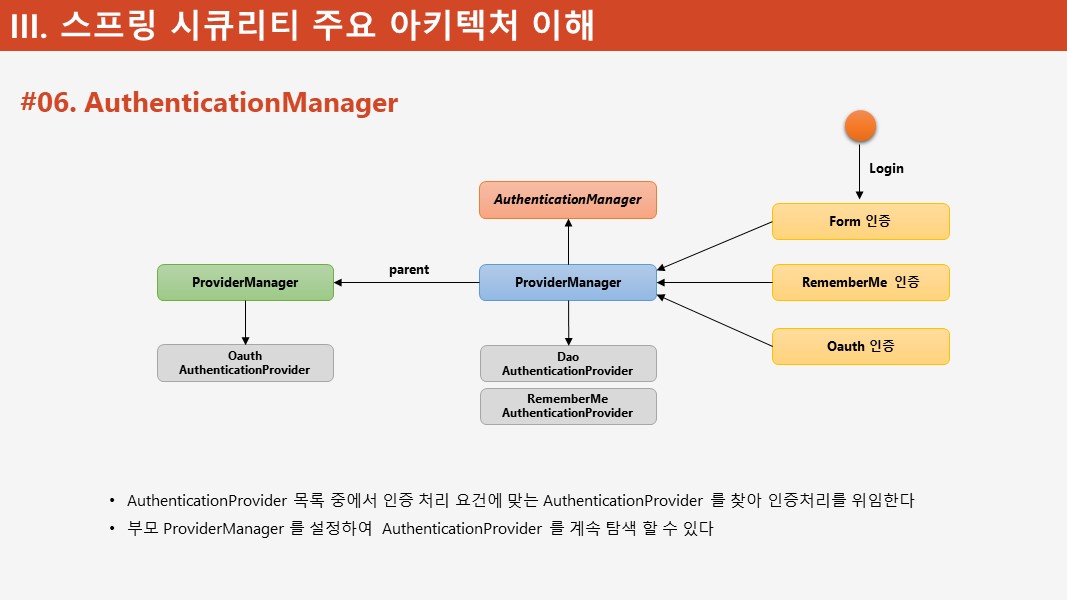 III. 스프링 시큐리티 주요 아키텍처 이해
#06. AuthenticationManager
Login
AuthenticationManager
Form 인증
parent
ProviderManager
ProviderManager
RememberMe 인증
Oauth 인증
Oauth
AuthenticationProvider
Dao
AuthenticationProvider
RememberMe
AuthenticationProvider
• AuthenticationProvider 목록 중에서 인증 처리 요건에 맞는 AuthenticationProvider 를 찾아 인증처리를 위임한다
• 부모 ProviderManager 를 설정하여 AuthenticationProvider 를 계속 탐색 할 수 있다